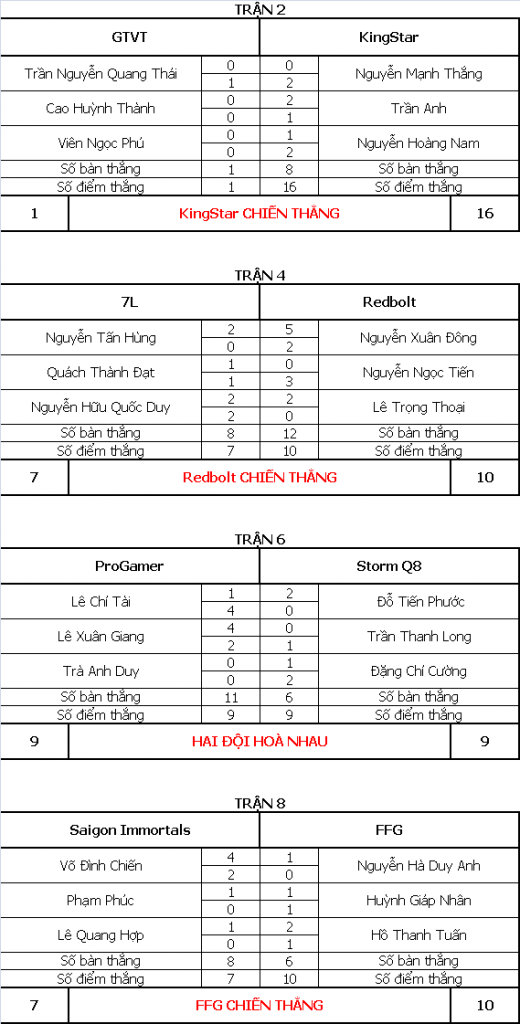 TRẬN 2
GTVT KingStar
Trần Nguyễn Quang Thái 0 0 Nguyễn Mạnh Thắng
1 2
Cao Huỳnh Thành 0 2 Trần Anh
0 1
Viên Ngọc Phú 0 1 Nguyễn Hoàng Nam
0 2
Số bàn thắng 1 8 Số bàn thắng
Số điểm thắng 1 16 Số điểm thắng
1 KingStar CHIẾN THẮNG 16
TRẬN 4
7L Redbolt
Nguyễn Tấn Hùng 2 5 Nguyễn Xuân Đông
0 2
Quách Thành Đạt 1 0 Nguyễn Ngọc Tiến
1 3
Nguyễn Hữu Quốc Duy 2 2 Lê Trọng Thoại
2 0
Số bàn thắng 8 12 Số bàn thắng
Số điểm thắng 7 10 Số điểm thắng
7 Redbolt CHIẾN THẮNG 10
TRẬN 6
ProGamer Storm Q8
Lê Chí Tài 1 2 Đỗ Tiến Phước
4 0
Lê Xuân Giang 4 0 Trần Thanh Long
2 1
Trà Anh Duy 0 1 Đặng Chí Cường
0 2
Số bàn thắng 11 6 Số bàn thắng
Số điểm thắng 9 9 Số điểm thắng
9 HAI ĐỘI HOÀ NHAU 9
TRẬN 8
Saigon Immortals FFG
Võ Đình Chiến 4 1 Nguyễn Hà Duy Anh
2 0
Phạm Phúc 1 1 Huỳnh Giáp Nhân
0 1
Lê Quang Hợp 1 2 Hồ Thanh Tuấn
0 1
Số bàn thắng 8 6 Số bàn thắng
Số điểm thắng 7 10 Số điểm thắng
7 FFG CHIẾN THẮNG 10